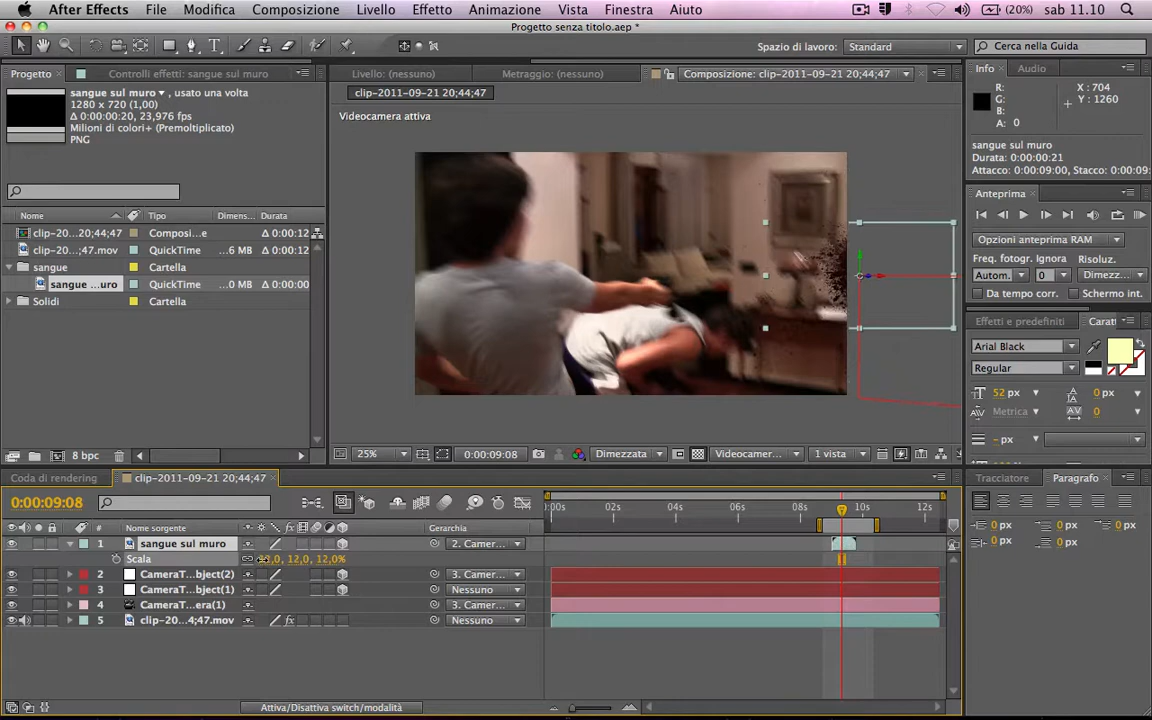 After Effects File Modifica Composizione Livello Effetto Animazione Vista Finestra Aiuto (20%) sab 11.10
Progetto senza titolo.aep *
Spazio di lavoro: Standard Cerca nella Guida
Progetto Controlli effetti: sangue sul muro
sangue sul muro , usato una volta
1280 x 720 (1,00)
Δ 0:00:00:20, 23,976 fps
Milioni di colori+ (Premoltiplicato)
PNG
Nome Tipo Dimens... Durata
clip-20...20;44;47 Composi...e 0:00:12
clip-20...;47.mov QuickTime ...6 MB Δ 0:00:12
sangue Cartella
sangue ...uro QuickTime ...0 MB Δ 0:00:00
Solidi Cartella
8 bpc
Livello: (nessuno) Metraggio: (nessuno) Composizione: clip-2011-09-21 20;44;47
clip-2011-09-21 20;44;47
Videocamera attiva
25% 0:00:09:08 Dimezzata Videocamer... 1 vista
Info Audio
R: X : 704
G: Y : 1260
B:
A: 0
sangue sul muro
Durata: 0:00:00:21
Attacco: 0:00:09:00, Stacco: 0:00:09:20
Anteprima
Opzioni anteprima RAM
Freq. fotogr. Ignora Risoluz.
Autom. 0 Dimez...
Da tempo corr. Schermo int.
Effetti e predefiniti Caratt
Arial Black
Regular
52 px 0 px
Metrica 0
- px
Tracciatore Paragrafo
0 px 0 px 0 px
0 px 0 px
Coda di rendering clip-2011-09-21 20;44;47
0:00:09:08
# Nome sorgente Gerarchia
:00s 02s 04s 06s 08s 10s 12s
1 sangue sul muro 2. Camer...
Scala 12,0, 12,0%
2 CameraT...bject(2) 3. Camer...
3 CameraT...bject(1) Nessuno
4 CameraT...era(1) 3. Camer...
5 clip-20...4;47.mov Nessuno
Attiva/Disattiva switch/modalità